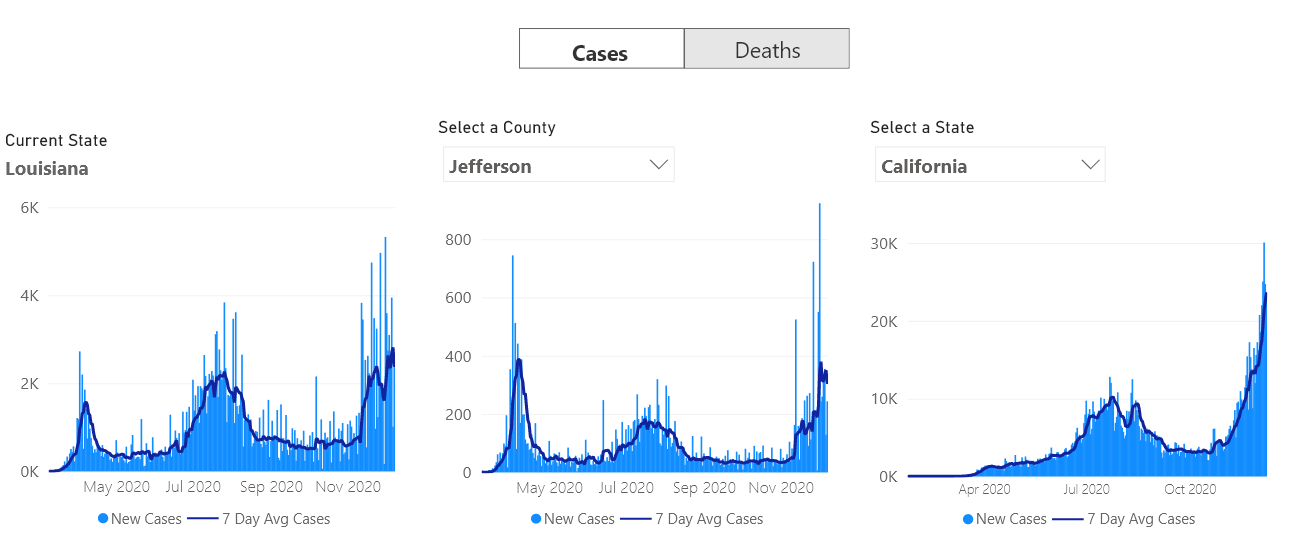 Cases
Deaths
Current State
Louisiana
6K
4K
2K
0K
May 2020
Jul 2020
Sep 2020
Nov 2020
New Cases
7 Day Avg Cases
Select a County
Jefferson
800
600
400
200
0
May 2020
Jul 2020
Sep 2020
Nov 2020
New Cases
7 Day Avg Cases
Select a State
California
30K
20K
10K
0K
Apr 2020
Jul 2020
Oct 2020
New Cases
7 Day Avg Cases